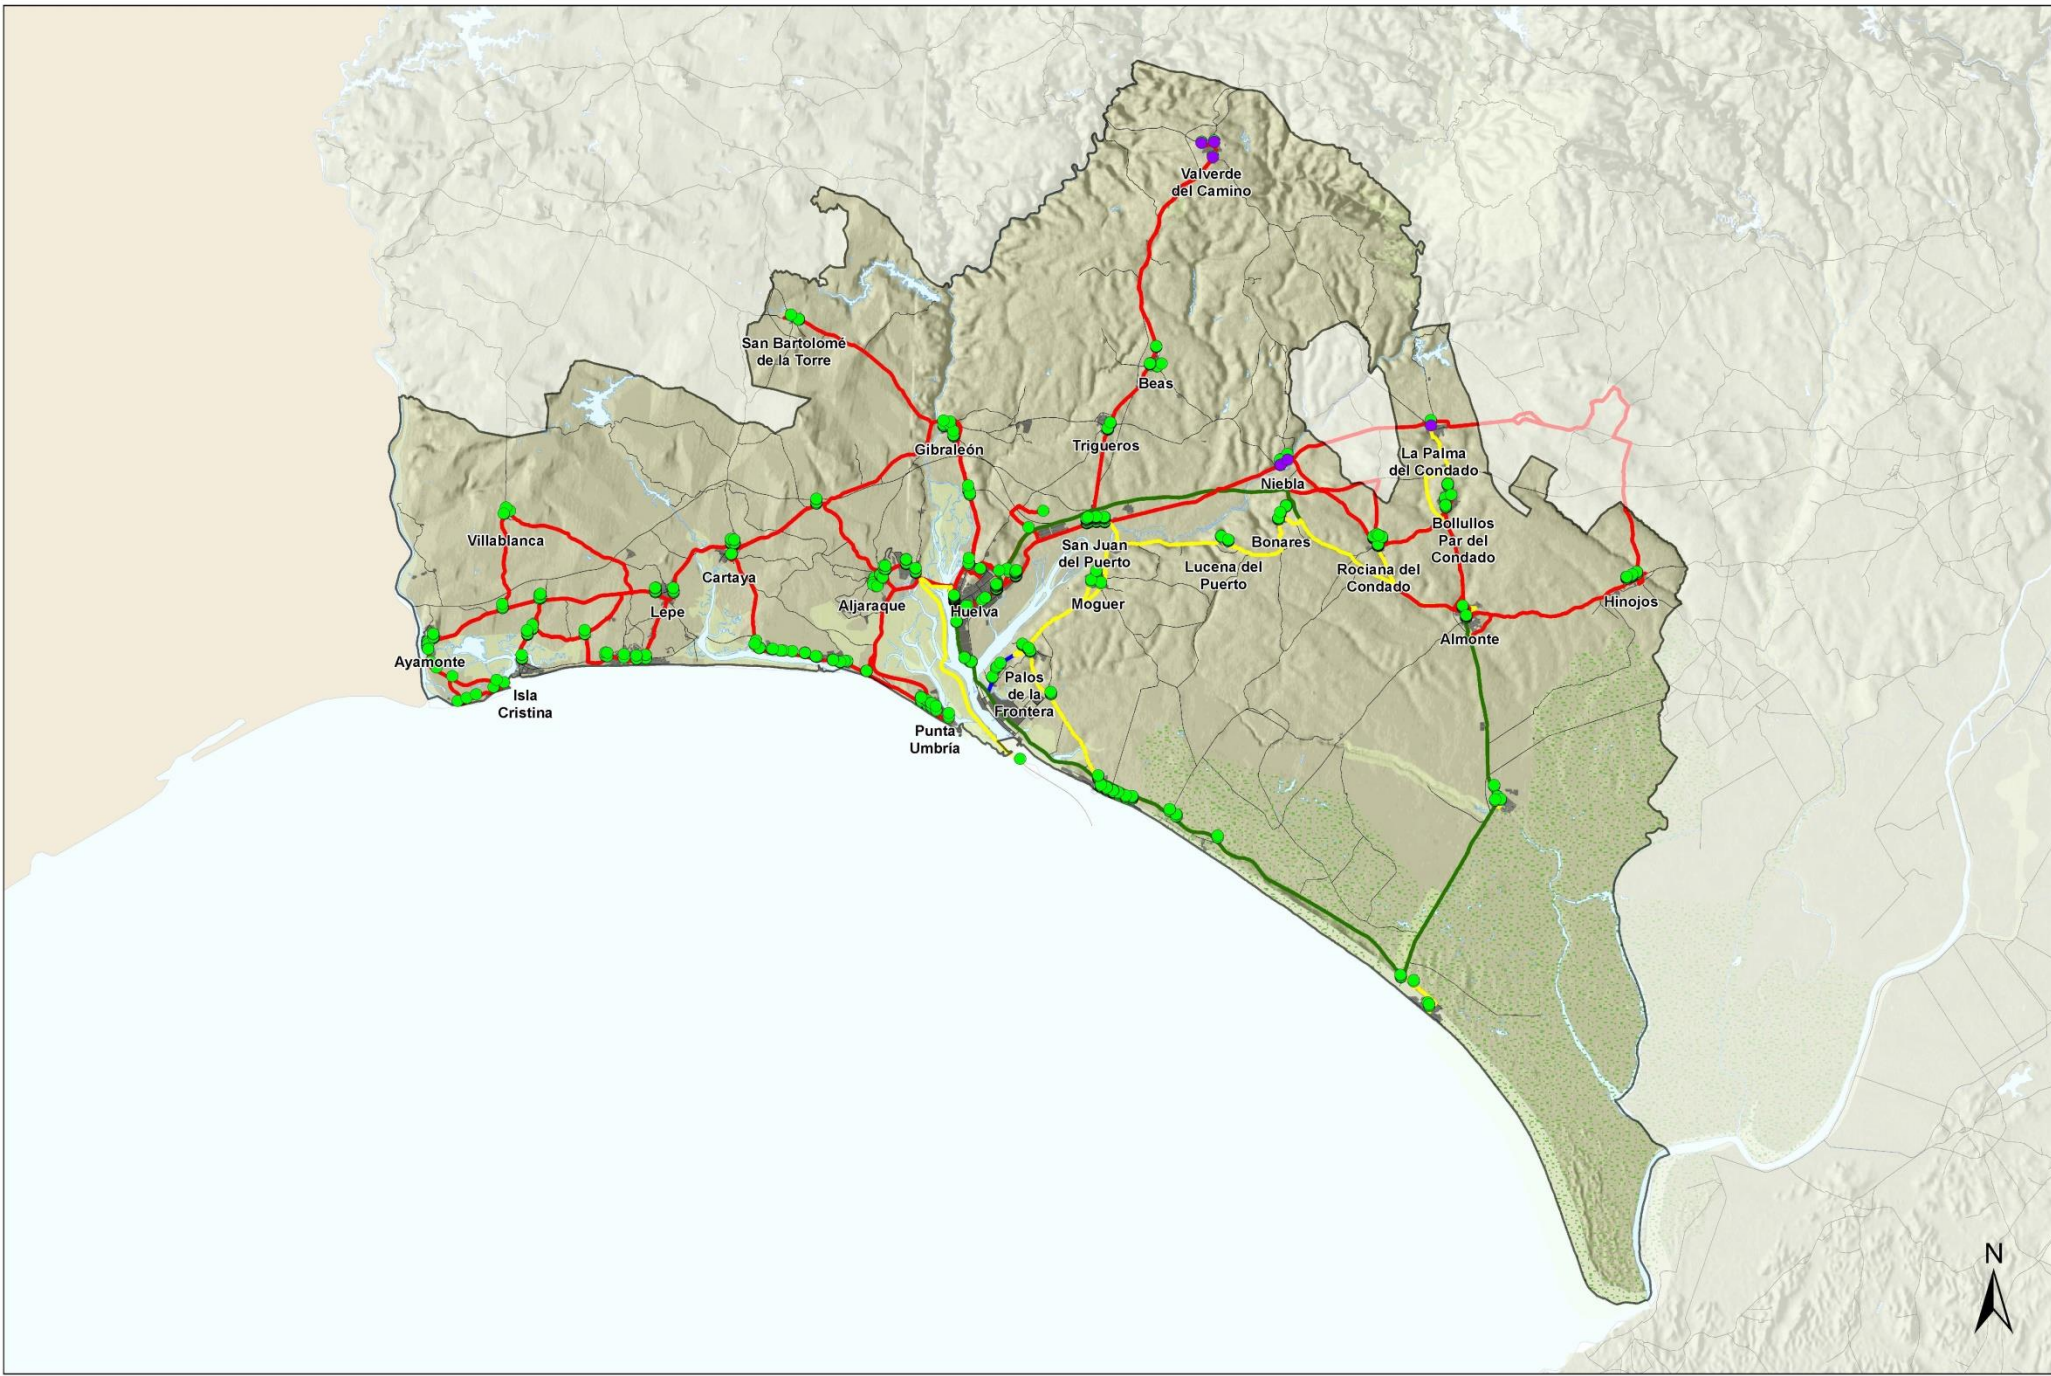 Valverde
del Camino
San Bartolomé
de la Torre
Beas
Gibraleón
Trigueros
La Palma
del Condado
Niebla
Villablanca
Bollullos
Par del
Condado
San Juan
del Puerto
Bonares
Lucena del
Puerto
Rociana del
Condado
Cartaya
Aljaraque
Huelva
Moguer
Hinojos
Lepe
Almonte
Ayamonte
Isla
Cristina
Palos
de la
Frontera
Punta
Umbría
N